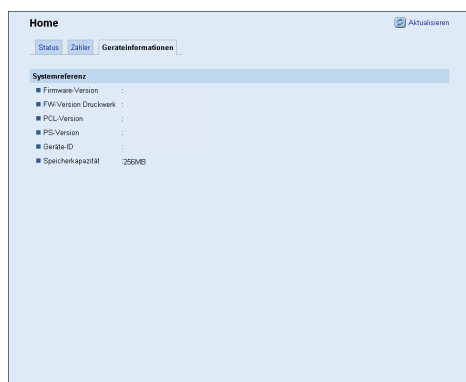 Home
Aktualisieren
Status Zähler Geräteinformationen
Systemreferenz
Firmware-Version :
FW-Version Druckwerk :
PCL-Version :
PS-Version :
Geräte-ID :
Speicherkapazität :256MB